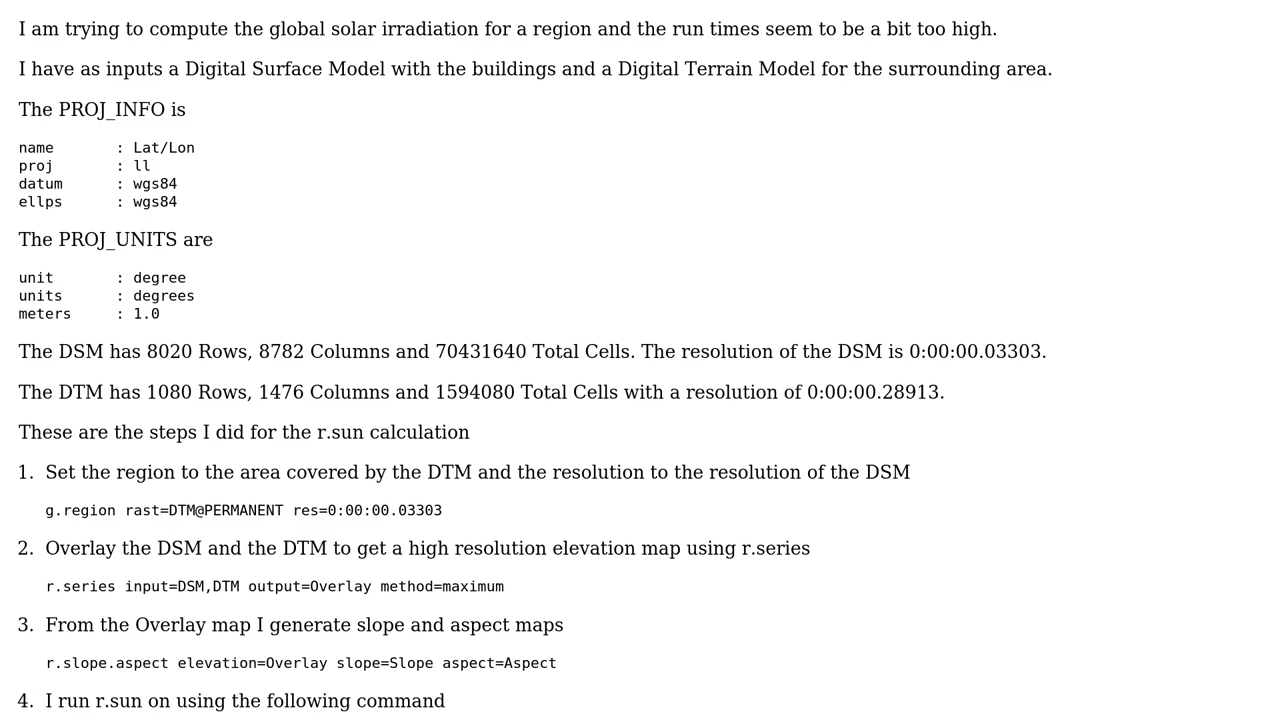 I am trying to compute the global solar irradiation for a region and the run times seem to be a bit too high.
I have as inputs a Digital Surface Model with the buildings and a Digital Terrain Model for the surrounding area.
The PROJ_INFO is
name       : Lat/Lon
proj       : ll
datum      : wgs84
ellps      : wgs84
The PROJ_UNITS are
unit       : degree
units      : degrees
meters     : 1.0
The DSM has 8020 Rows, 8782 Columns and 70431640 Total Cells. The resolution of the DSM is 0:00:00.03303.
The DTM has 1080 Rows, 1476 Columns and 1594080 Total Cells with a resolution of 0:00:00.28913.
These are the steps I did for the r.sun calculation
1. Set the region to the area covered by the DTM and the resolution to the resolution of the DSM
g.region rast=DTM@PERMANENT res=0:00:00.03303
2. Overlay the DSM and the DTM to get a high resolution elevation map using r.series
r.series input=DSM,DTM output=Overlay method=maximum
3. From the Overlay map I generate slope and aspect maps
r.slope.aspect elevation=Overlay slope=Slope aspect=Aspect
4. I run r.sun on using the following command